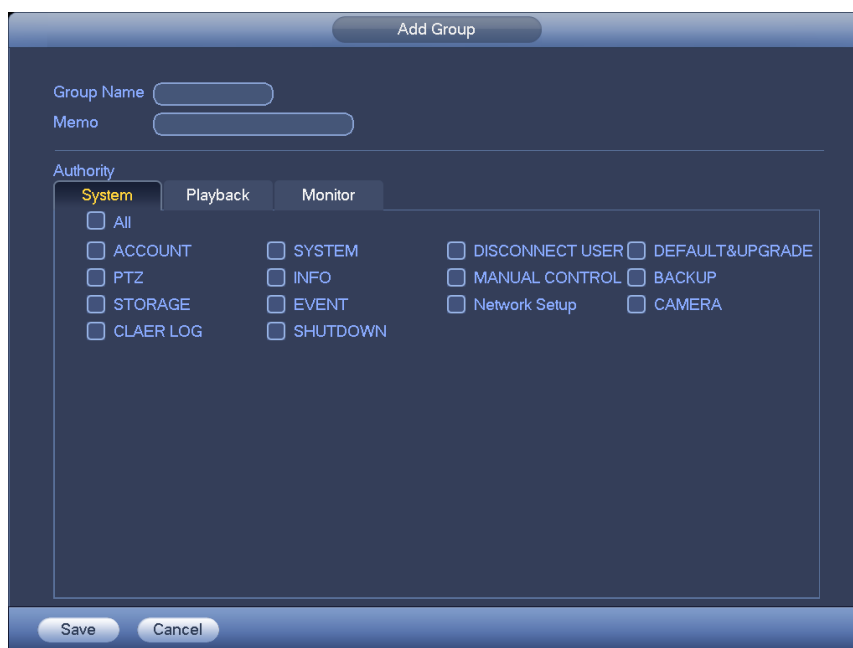 Add Group
Group Name
Memo
Authority
System Playback Monitor
All
ACCOUNT SYSTEM DISCONNECT USER DEFAULT&UPGRADE
PTZ INFO MANUAL CONTROL BACKUP
STORAGE EVENT Network Setup CAMERA
CLAER LOG SHUTDOWN
Save Cancel